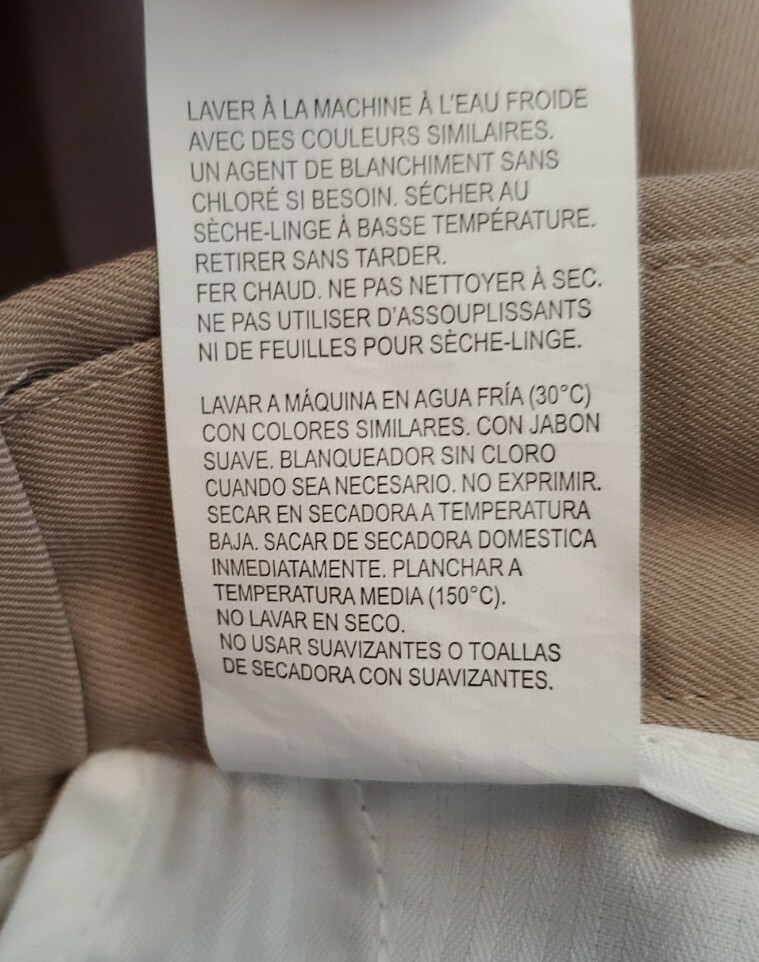 LAVER À LA MACHINE À L'EAU FROIDE
AVEC DES COULEURS SIMILAIRES.
UN AGENT DE BLANCHIMENT SANS
CHLORÉ SI BESOIN. SÉCHER AU
SÈCHE-LINGE À BASSE TEMPÉRATURE.
RETIRER SANS TARDER.
FER CHAUD. NE PAS NETTOYER À SEC.
NE PAS UTILISER D'ASSOUPLISSANTS
NI DE FEUILLES POUR SÈCHE-LINGE.
LAVAR A MÁQUINA EN AGUA FRÍA (30°C)
CON COLORES SIMILARES. CON JABON
SUAVE. BLANQUEADOR SIN CLORO
CUANDO SEA NECESARIO. NO EXPRIMIR.
SECAR EN SECADORA A TEMPERATURA
BAJA. SACAR DE SECADORA DOMESTICA
INMEDIATAMENTE. PLANCHAR A
TEMPERATURA MEDIA (150°C).
NO LAVAR EN SECO.
NO USAR SUAVIZANTES O TOALLAS
DE SECADORA CON SUAVIZANTES.